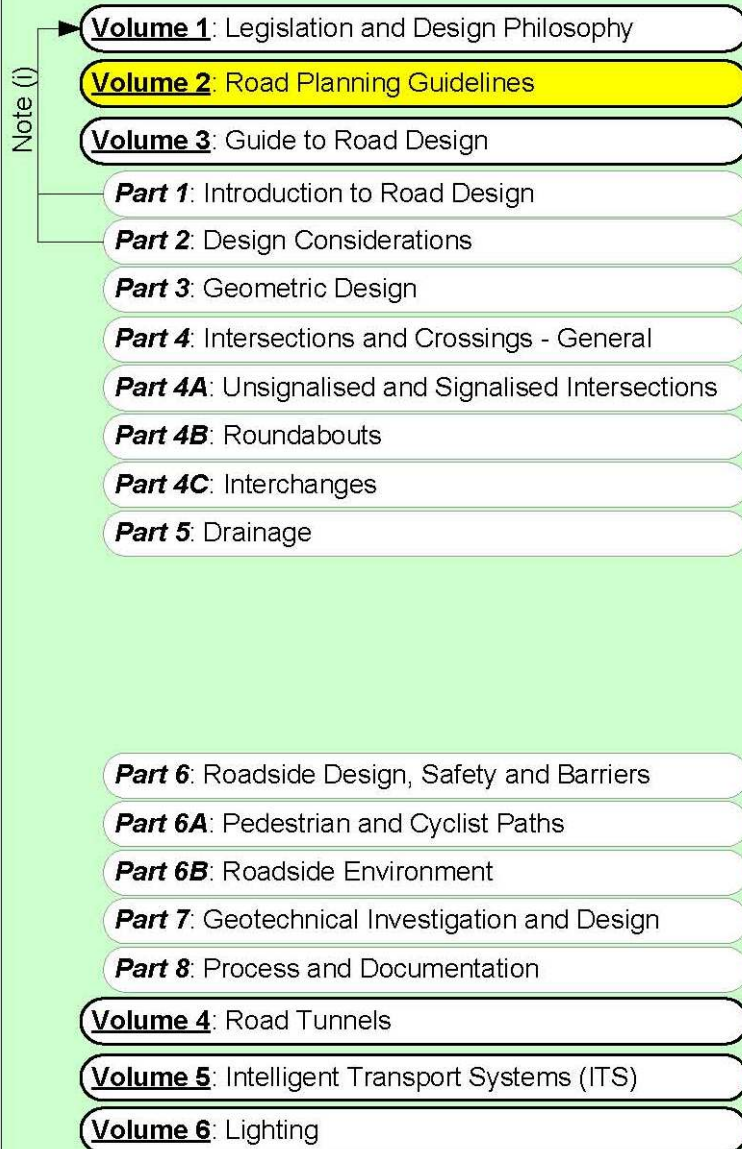 Note (i)
Volume 1: Legislation and Design Philosophy
Volume 2: Road Planning Guidelines
Volume 3: Guide to Road Design
Part 1: Introduction to Road Design
Part 2: Design Considerations
Part 3: Geometric Design
Part 4: Intersections and Crossings - General
Part 4A: Unsignalised and Signalised Intersections
Part 4B: Roundabouts
Part 4C: Interchanges
Part 5: Drainage
Part 6: Roadside Design, Safety and Barriers
Part 6A: Pedestrian and Cyclist Paths
Part 6B: Roadside Environment
Part 7: Geotechnical Investigation and Design
Part 8: Process and Documentation
Volume 4: Road Tunnels
Volume 5: Intelligent Transport Systems (ITS)
Volume 6: Lighting